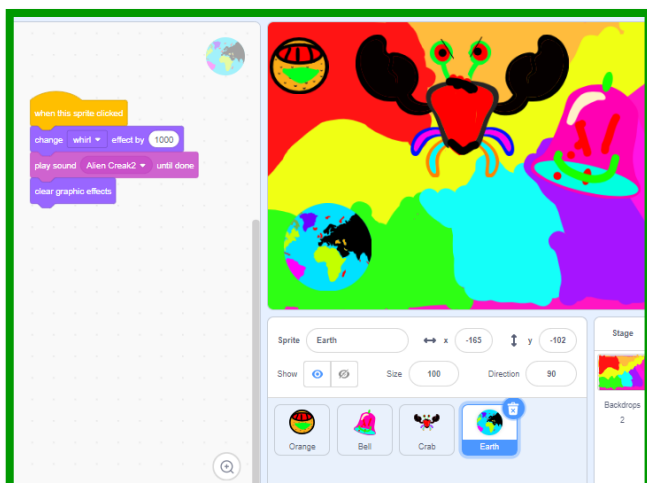 when this sprite clicked
change whirl effect by 1000
play sound Alien Creak2 until done
clear graphic effects
Sprite Earth x -165 y -102
Show Size 100 Direction 90
Orange Bell Crab Earth
Stage
Backdrops
2